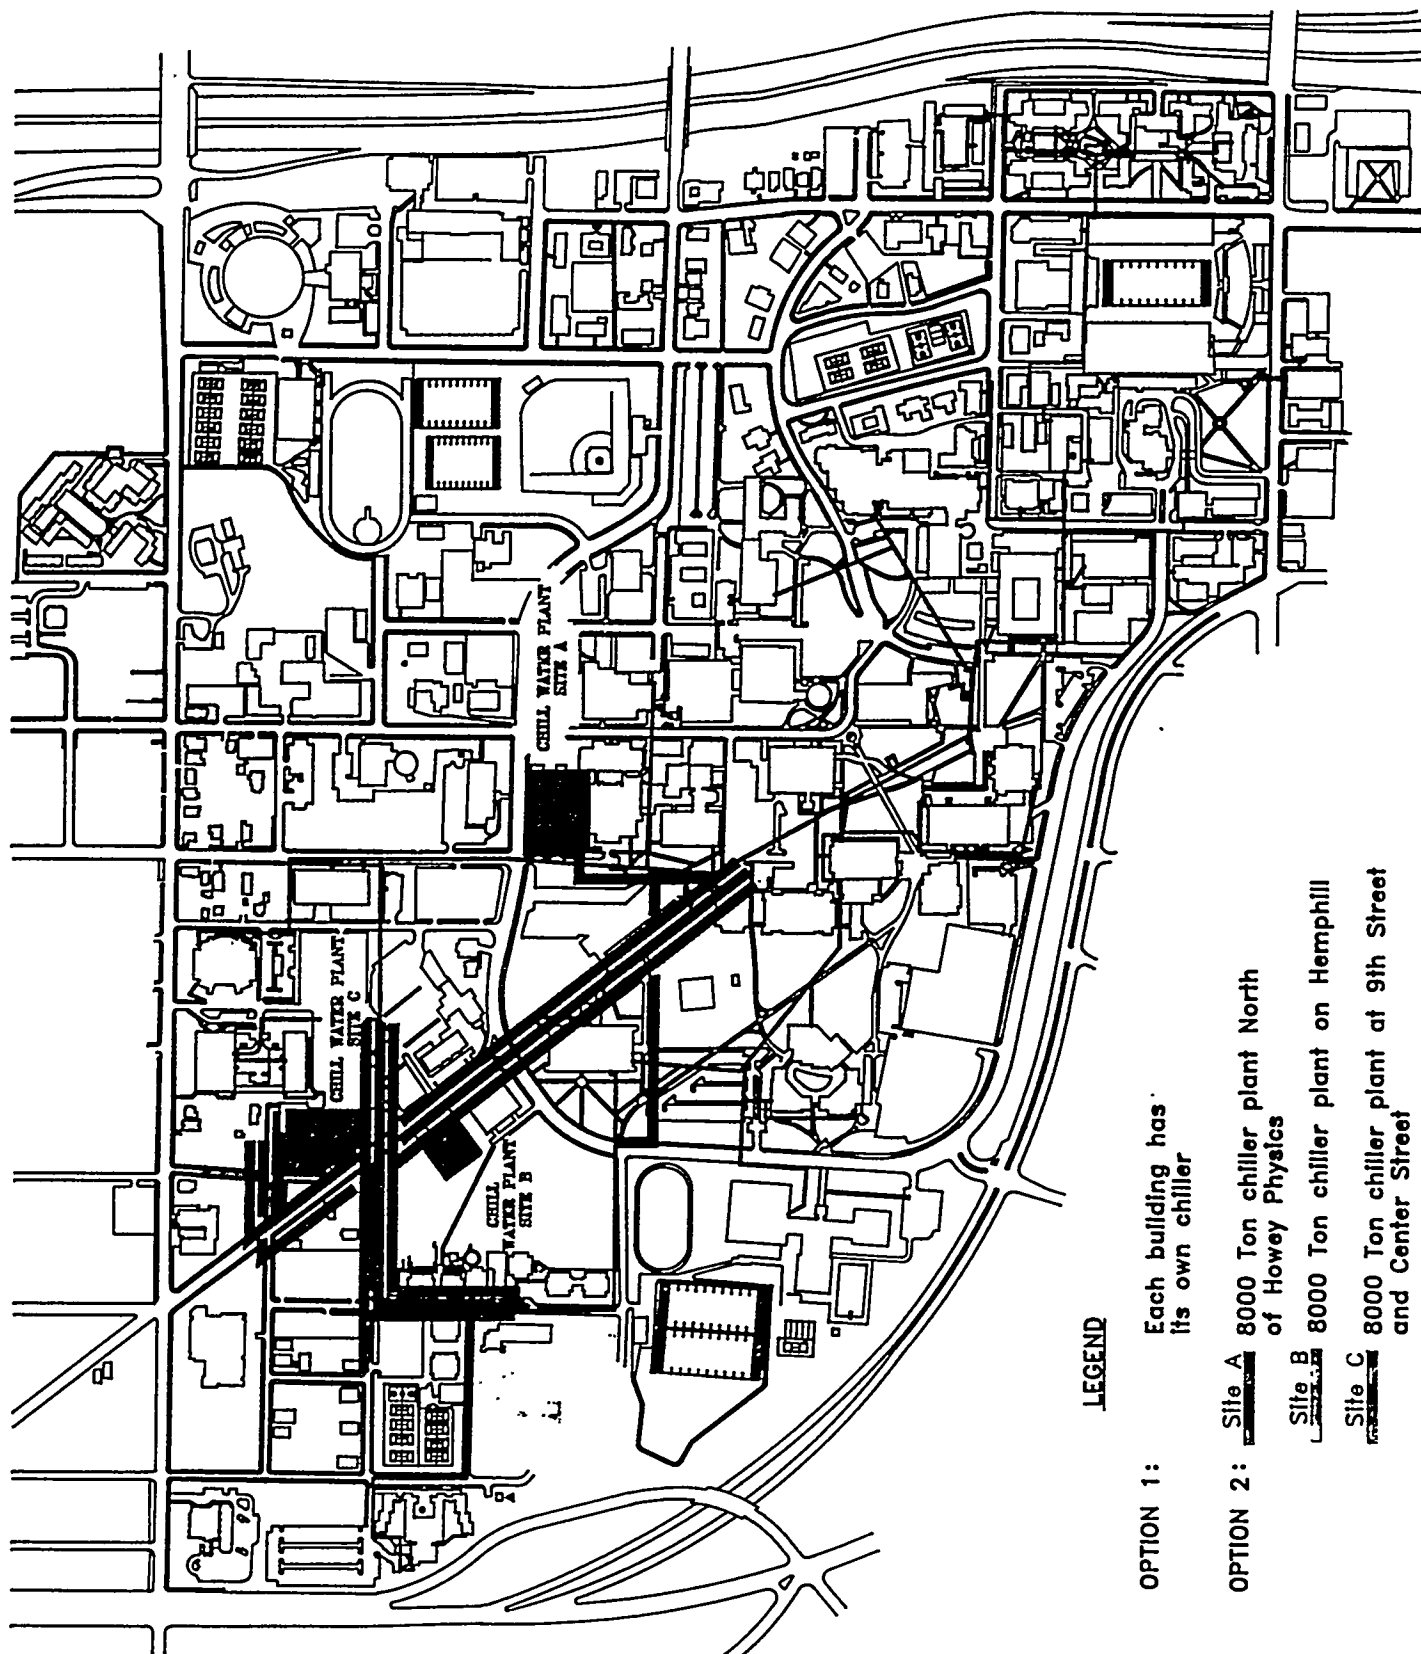 CHILL WATER PLANT
SITE A
CHILL WATER PLANT
SITE C
CHILL
WATER PLANT
SITE B
LEGEND
OPTION 1: Each building has
its own chiller
OPTION 2: Site A 8000 Ton chiller plant North
of Howey Physics
Site B 8000 Ton chiller plant on Hemphill
Site C 8000 Ton chiller plant at 9th Street
and Center Street